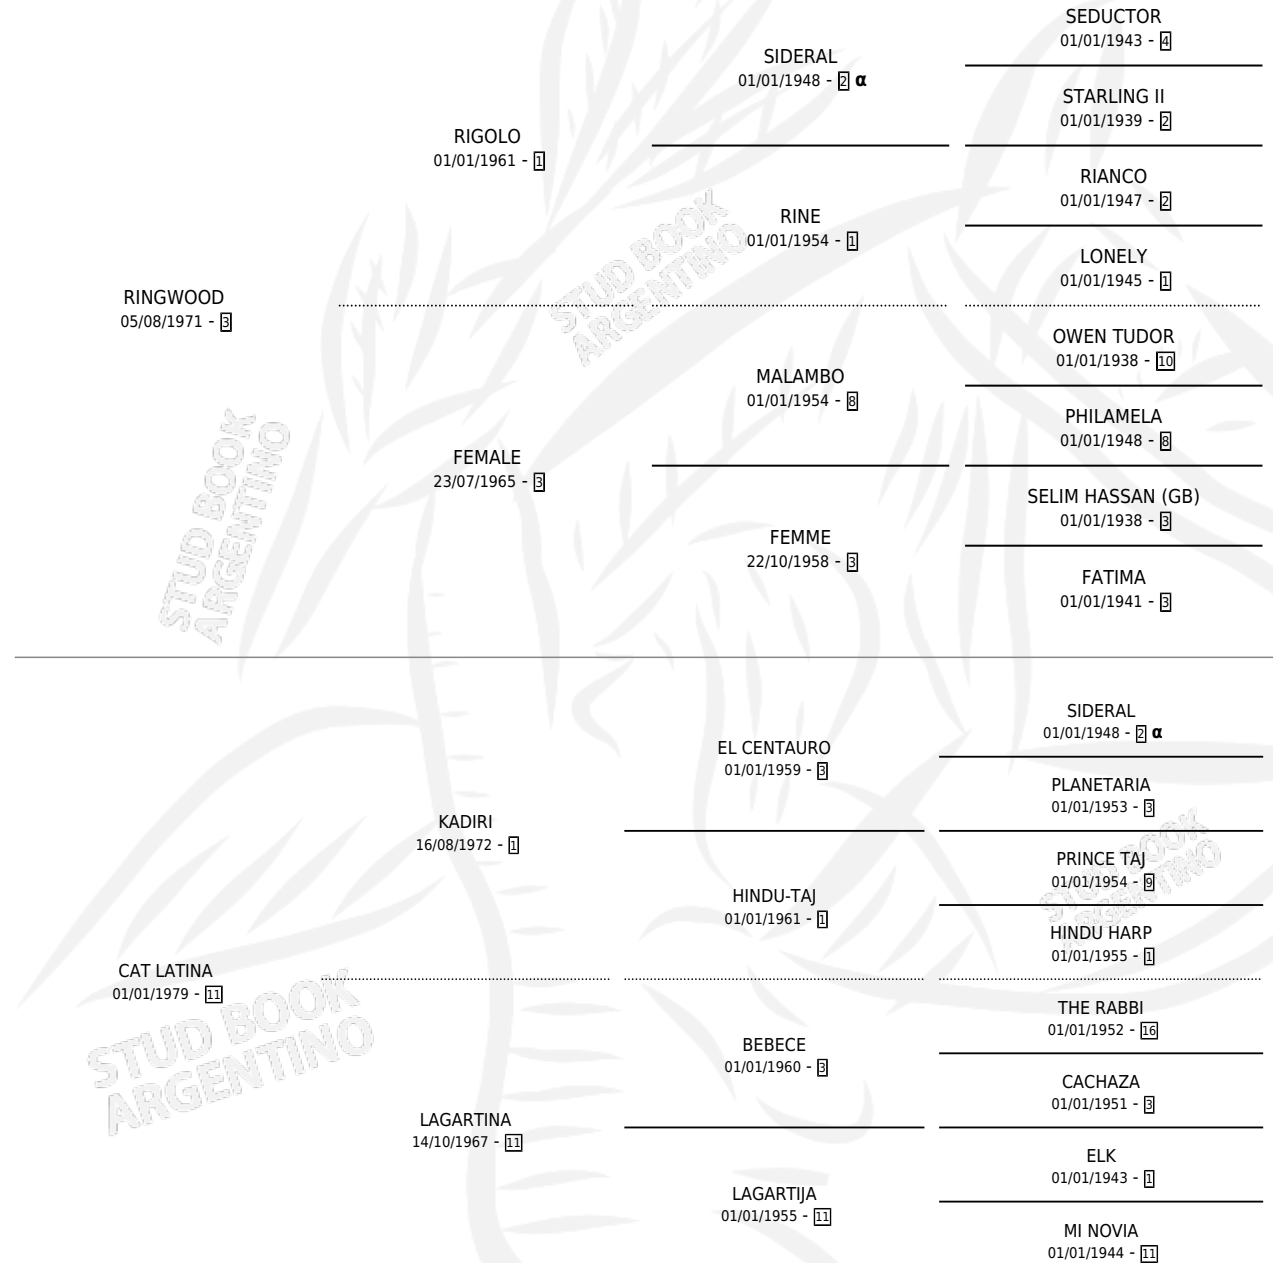 SEDUCTOR
01/01/1943 - 4
SIDERAL
01/01/1948 - 2 α
STARLING II
01/01/1939 - 2
RIGOLO
01/01/1961 - 1
RIANCO
01/01/1947 - 2
RINE
01/01/1954 - 1
LONELY
01/01/1945 - 1
RINGWOOD
05/08/1971 - 3
OWEN TUDOR
01/01/1938 - 10
MALAMBO
01/01/1954 - 8
PHILAMELA
01/01/1948 - 8
FEMALE
23/07/1965 - 3
SELIM HASSAN (GB)
01/01/1938 - 3
FEMME
22/10/1958 - 3
FATIMA
01/01/1941 - 3
SIDERAL
01/01/1948 - 2 α
EL CENTAURO
01/01/1959 - 3
PLANETARIA
01/01/1953 - 3
KADIRI
16/08/1972 - 1
PRINCE TAJ
01/01/1954 - 9
HINDU-TAJ
01/01/1961 - 1
HINDU HARP
01/01/1955 - 1
CAT LATINA
01/01/1979 - 11
THE RABBI
01/01/1952 - 16
BEBECE
01/01/1960 - 3
CACHAZA
01/01/1951 - 3
LAGARTINA
14/10/1967 - 11
ELK
01/01/1943 - 1
LAGARTIJA
01/01/1955 - 11
MI NOVIA
01/01/1944 - 11
STUD BOOK
ARGENTINO
STUD BOOK
ARGENTINO
STUD BOOK
ARGENTINO
STUD BOOK
ARGENTINO